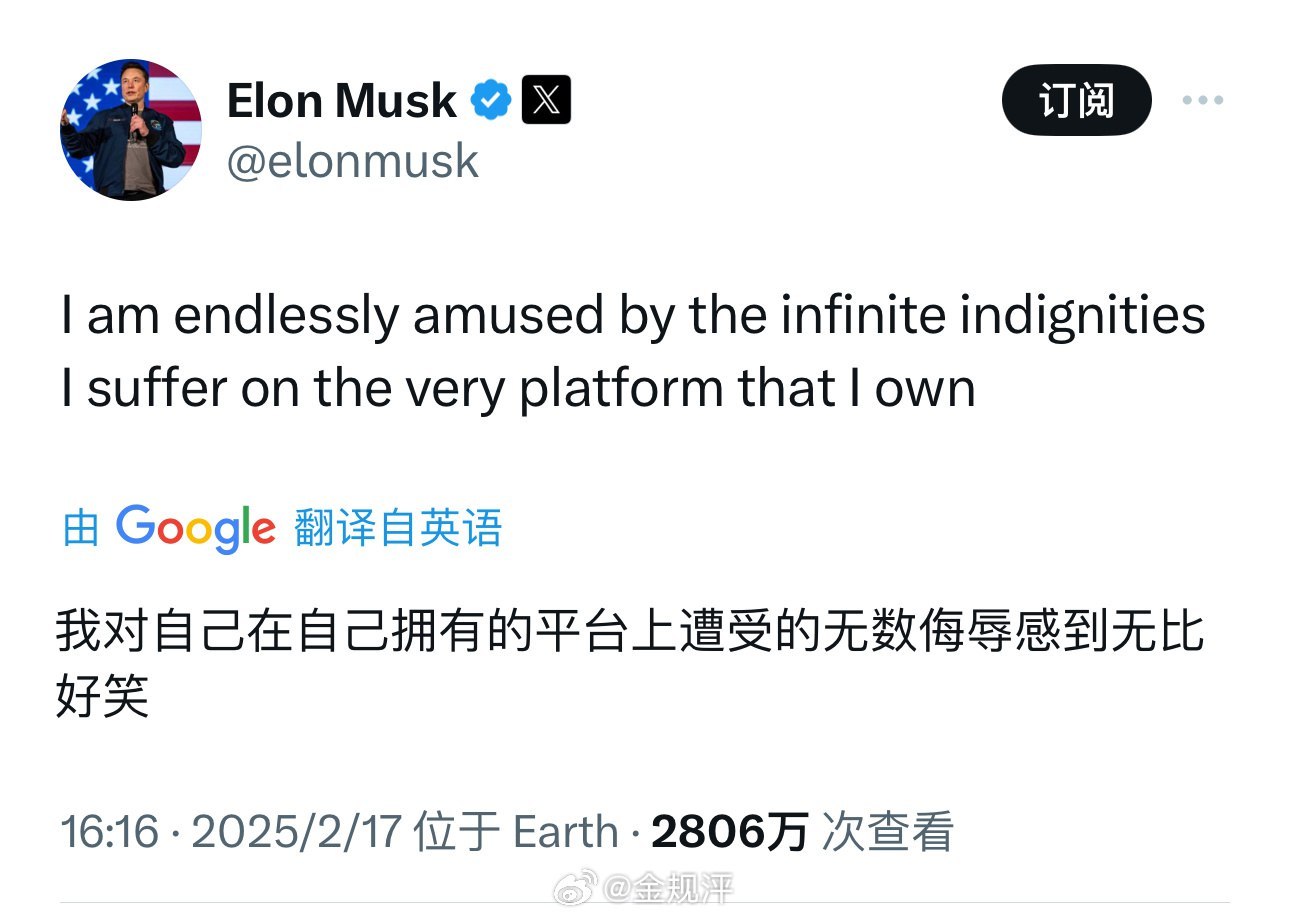 Elon Musk
订阅
@elonmusk
I am endlessly amused by the infinite indignities
I suffer on the very platform that I own
由 Google 翻译自英语
我对自己在自己拥有的平台上遭受的无数侮辱感到无比
好笑
16:16 · 2025/2/17 位于 Earth · 2806万 次查看
@金规泙